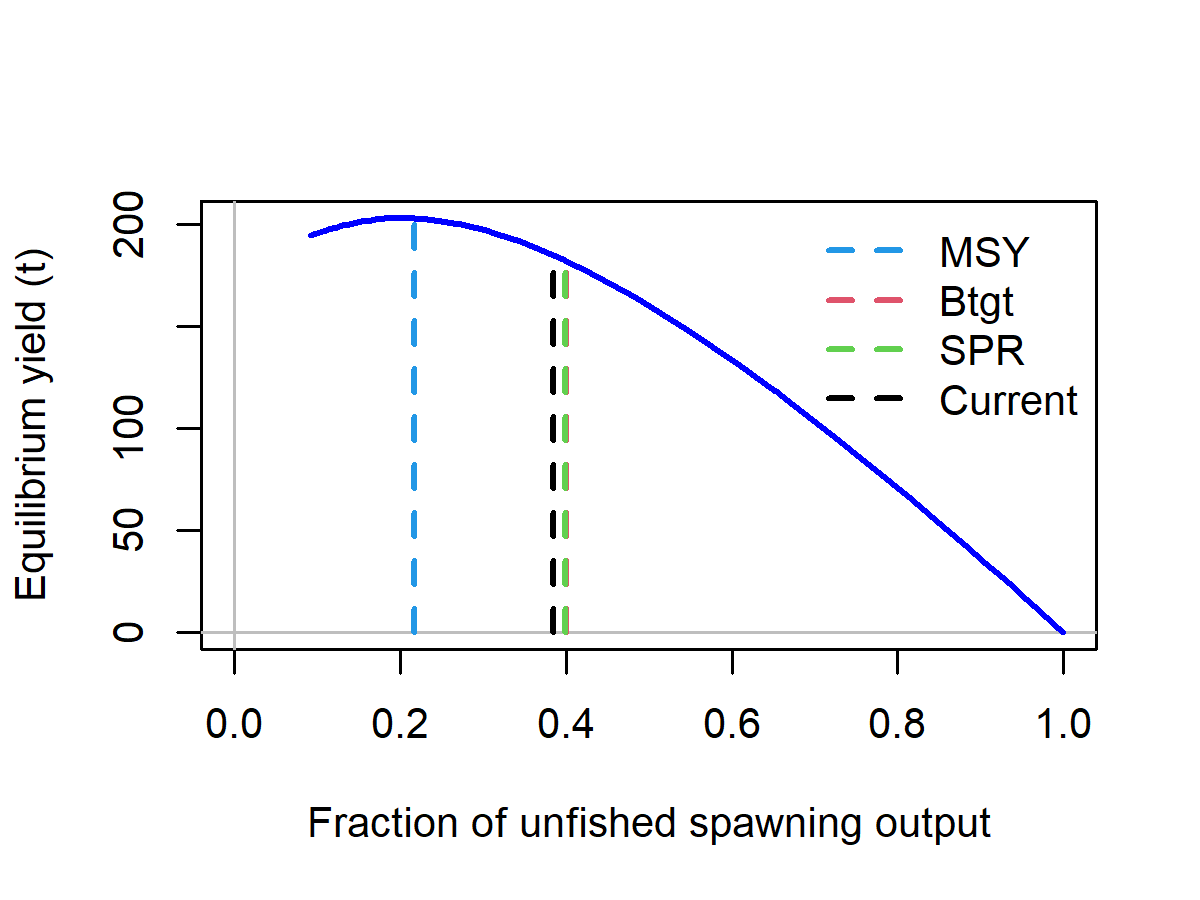 Equilibrium yield (t)
200
100
50
0
MSY
Btgt
SPR
Current
0.0 0.2 0.4 0.6 0.8 1.0
Fraction of unfished spawning output